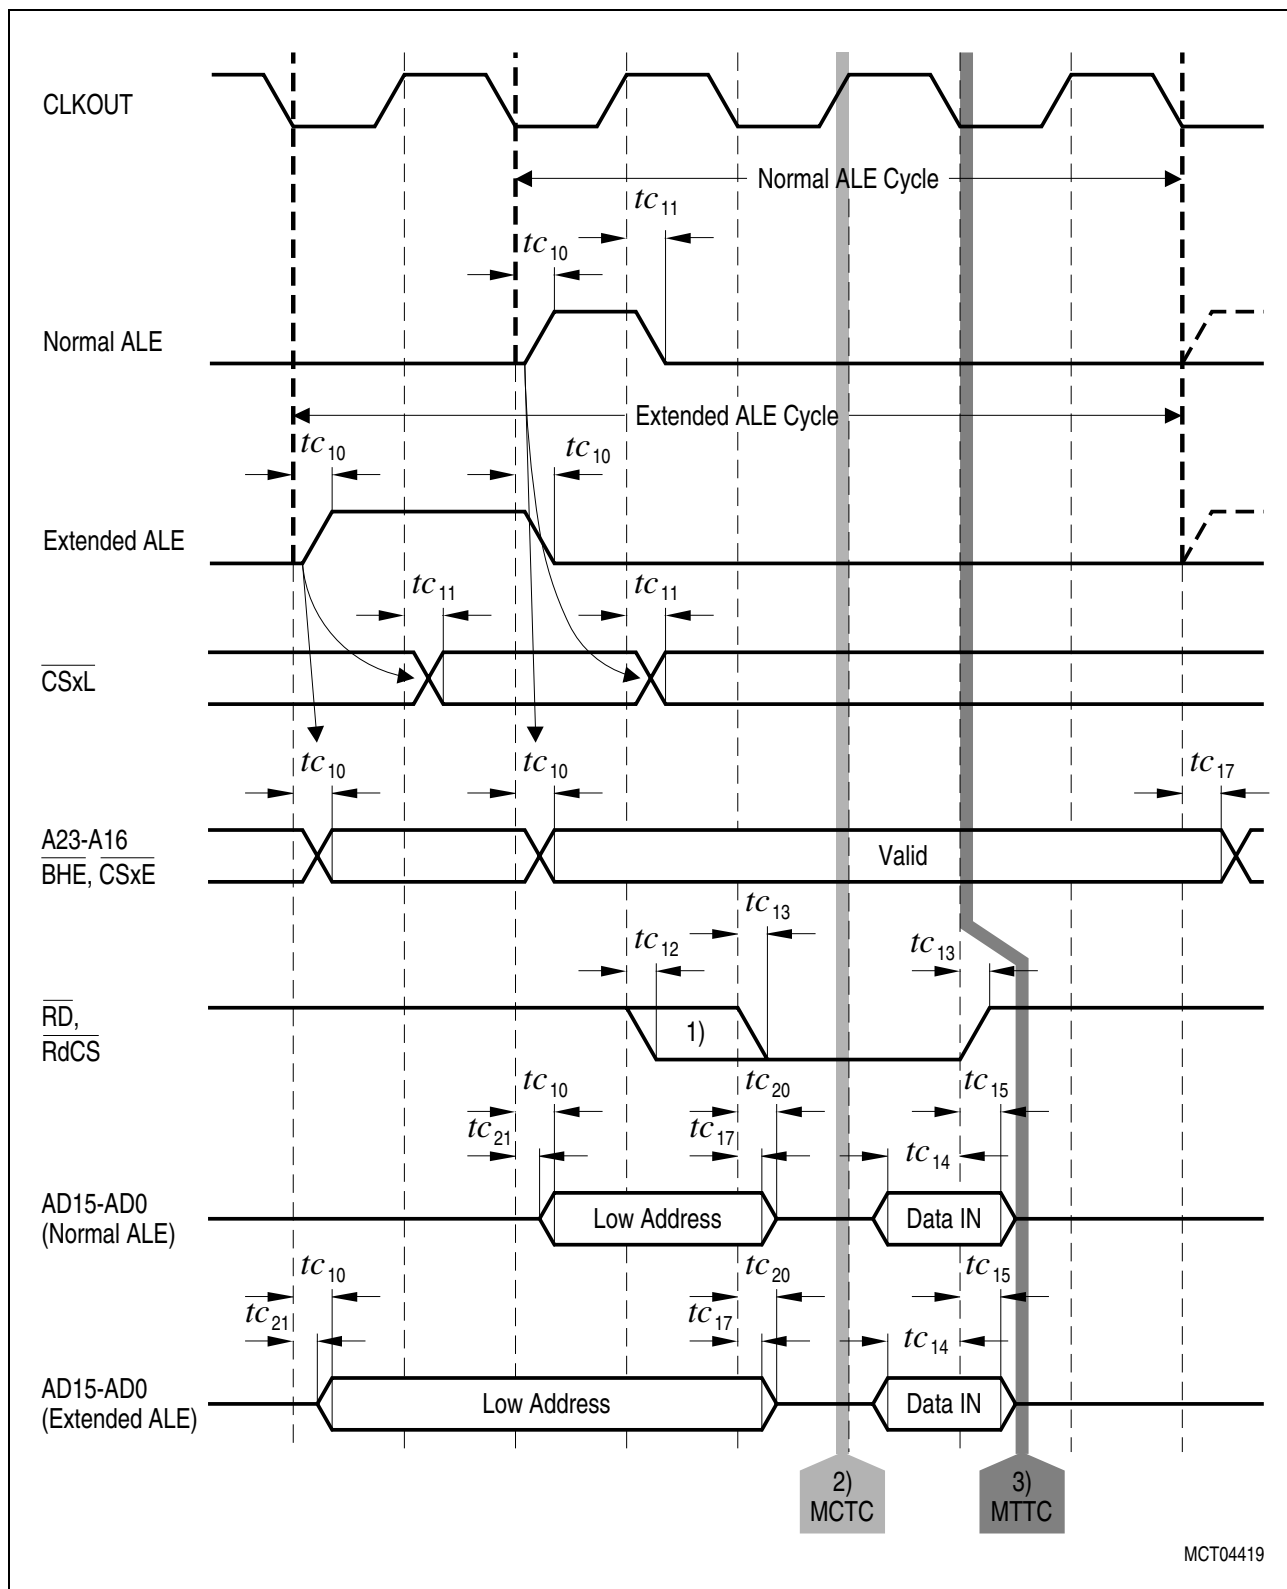 CLKOUT
Normal ALE Cycle
tc11
tc10
Normal ALE
Extended ALE Cycle
tc10
tc10
Extended ALE
tc11
tc11
CSxL
tc10
tc10
tc17
A23-A16
BHE, CSxE
Valid
tc13
tc12
tc13
RD,
RdCS
1)
tc10
tc20
tc15
tc21
tc17
tc14
AD15-AD0
(Normal ALE)
Low Address
Data IN
tc10
tc20
tc15
tc21
tc17
tc14
AD15-AD0
(Extended ALE)
Low Address
Data IN
2)
MCTC
3)
MTTC
MCT04419